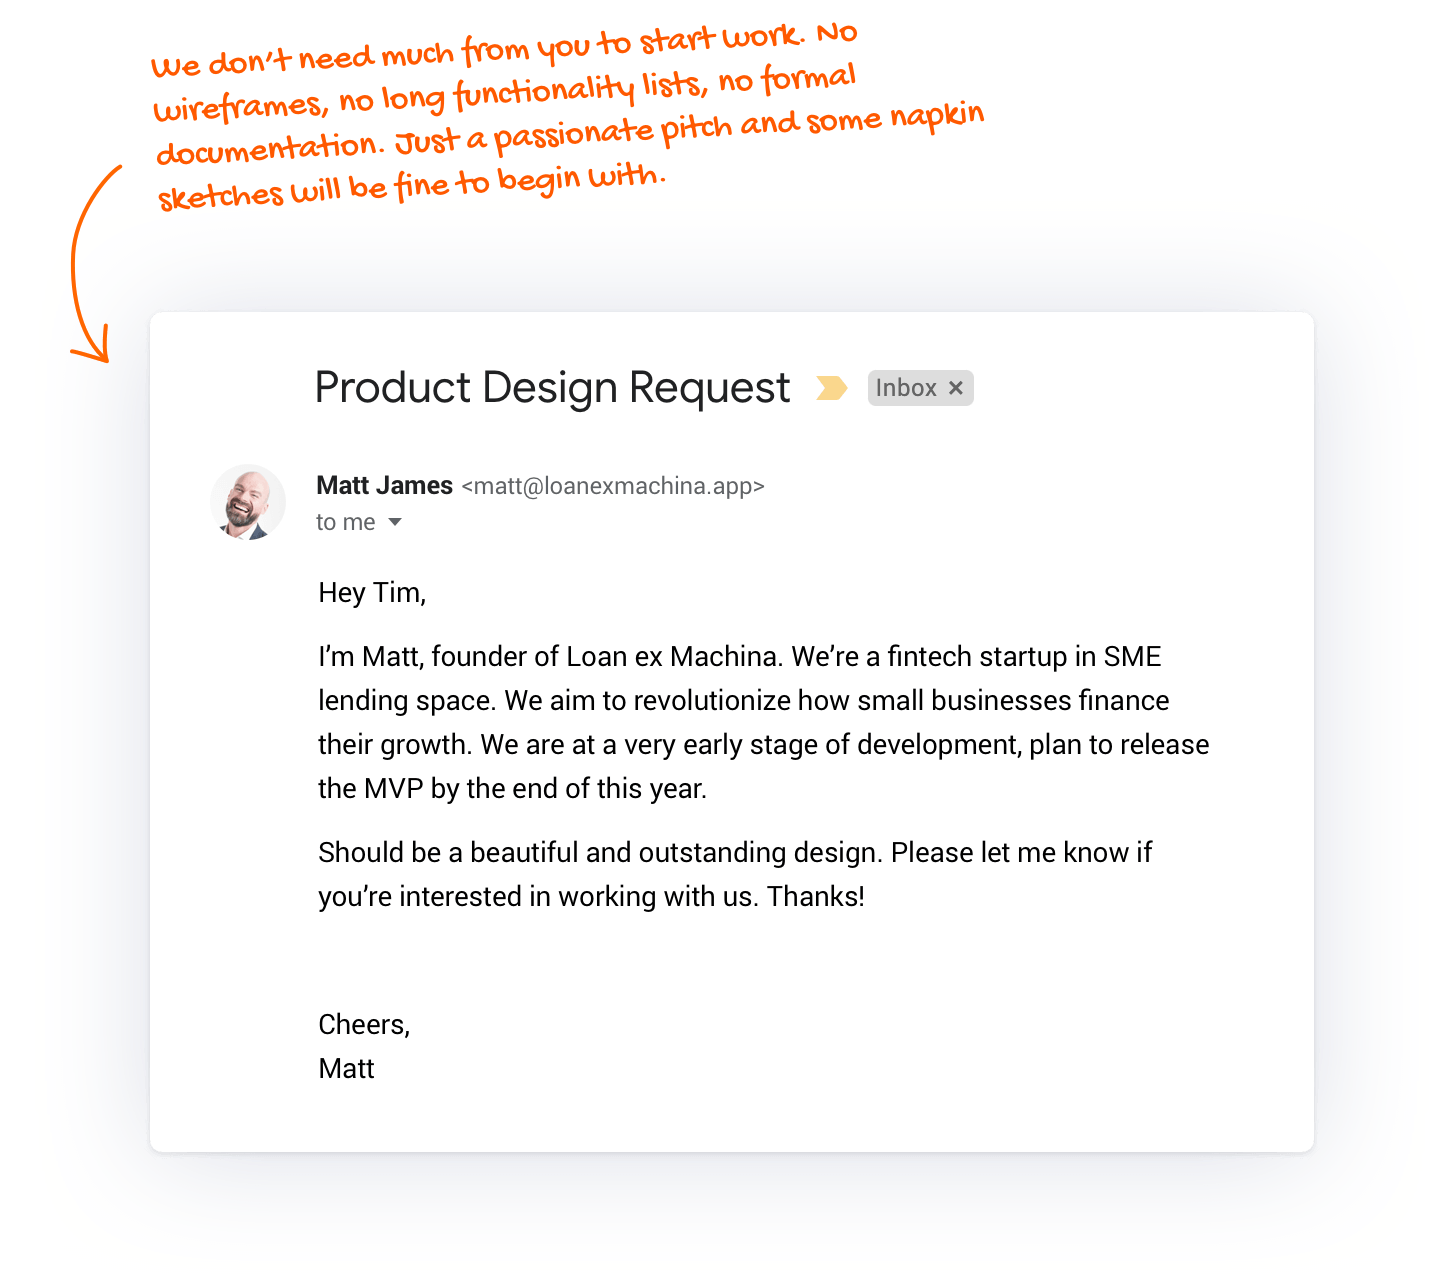 We don't need much from you to start work. No
wireframes, no long functionality lists, no formal
documentation. Just a passionate pitch and some napkin
sketches will be fine to begin with.
Product Design Request Inbox ×
Matt James <matt@loanexmachina.app>
to me
Hey Tim,
I’m Matt, founder of Loan ex Machina. We’re a fintech startup in SME
lending space. We aim to revolutionize how small businesses finance
their growth. We are at a very early stage of development, plan to release
the MVP by the end of this year.
Should be a beautiful and outstanding design. Please let me know if
you’re interested in working with us. Thanks!
Cheers,
Matt